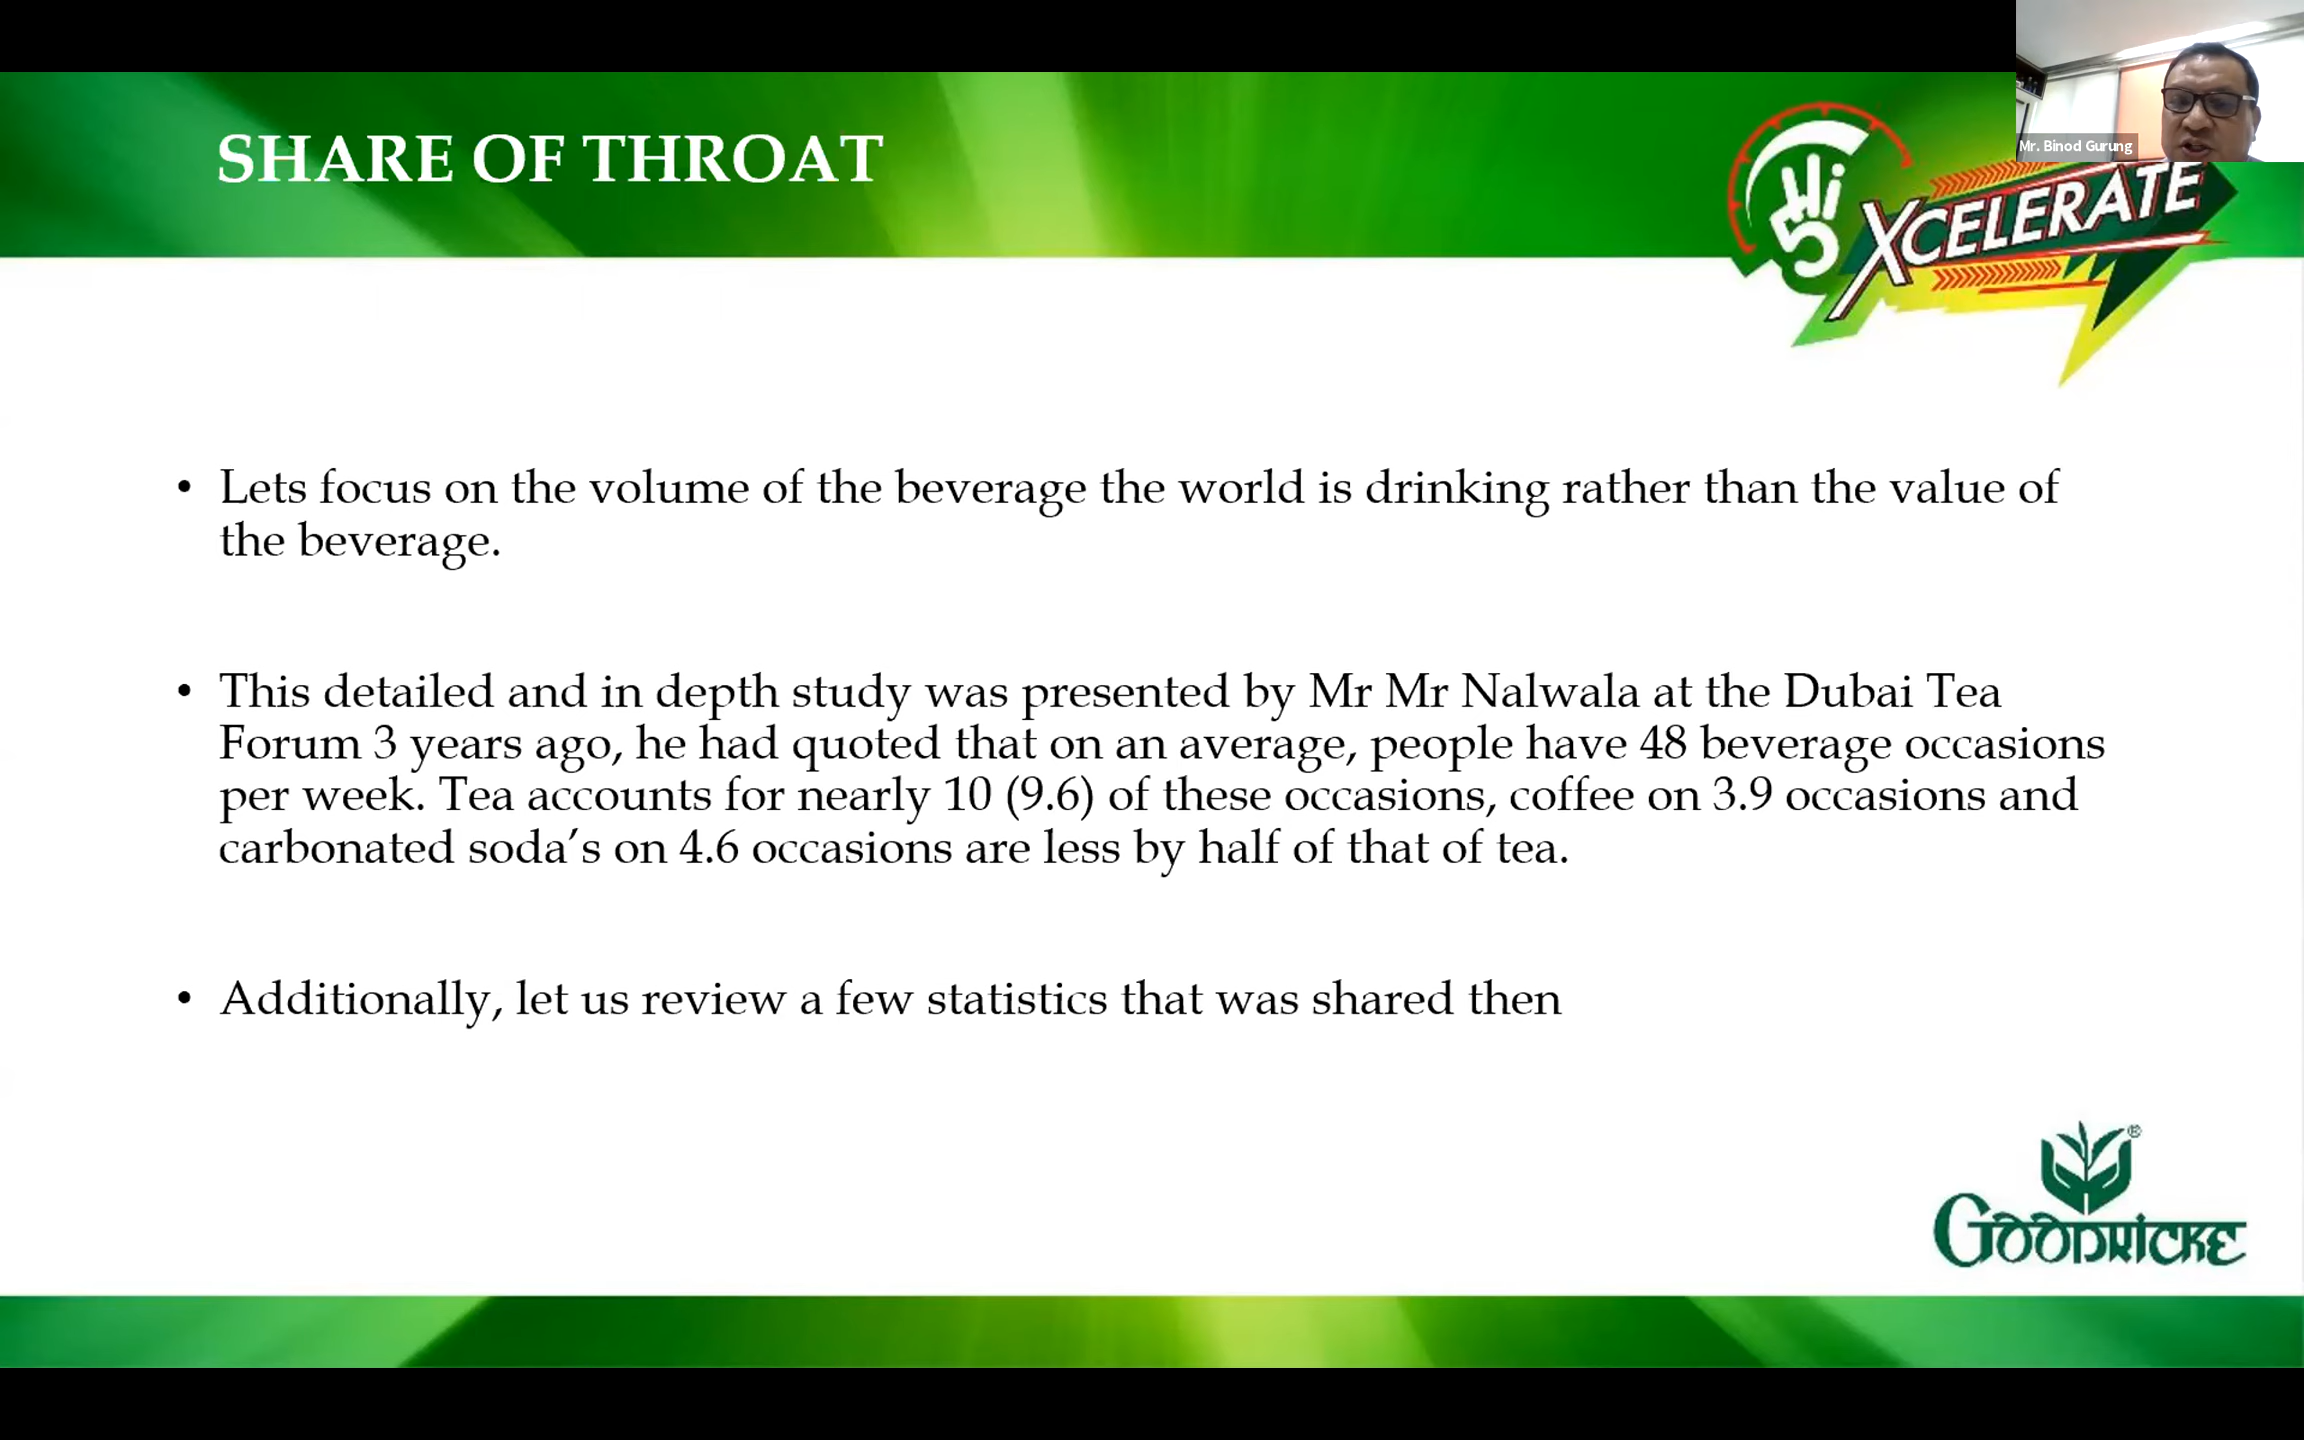 Mr. Binod Gurung
SHARE OF THROAT
Hi
5
XCELERATE
• Lets focus on the volume of the beverage the world is drinking rather than the value of
the beverage.
• This detailed and in depth study was presented by Mr Mr Nalwala at the Dubai Tea
Forum 3 years ago, he had quoted that on an average, people have 48 beverage occasions
per week. Tea accounts for nearly 10 (9.6) of these occasions, coffee on 3.9 occasions and
carbonated soda’s on 4.6 occasions are less by half of that of tea.
• Additionally, let us review a few statistics that was shared then
®
GOODRICKE